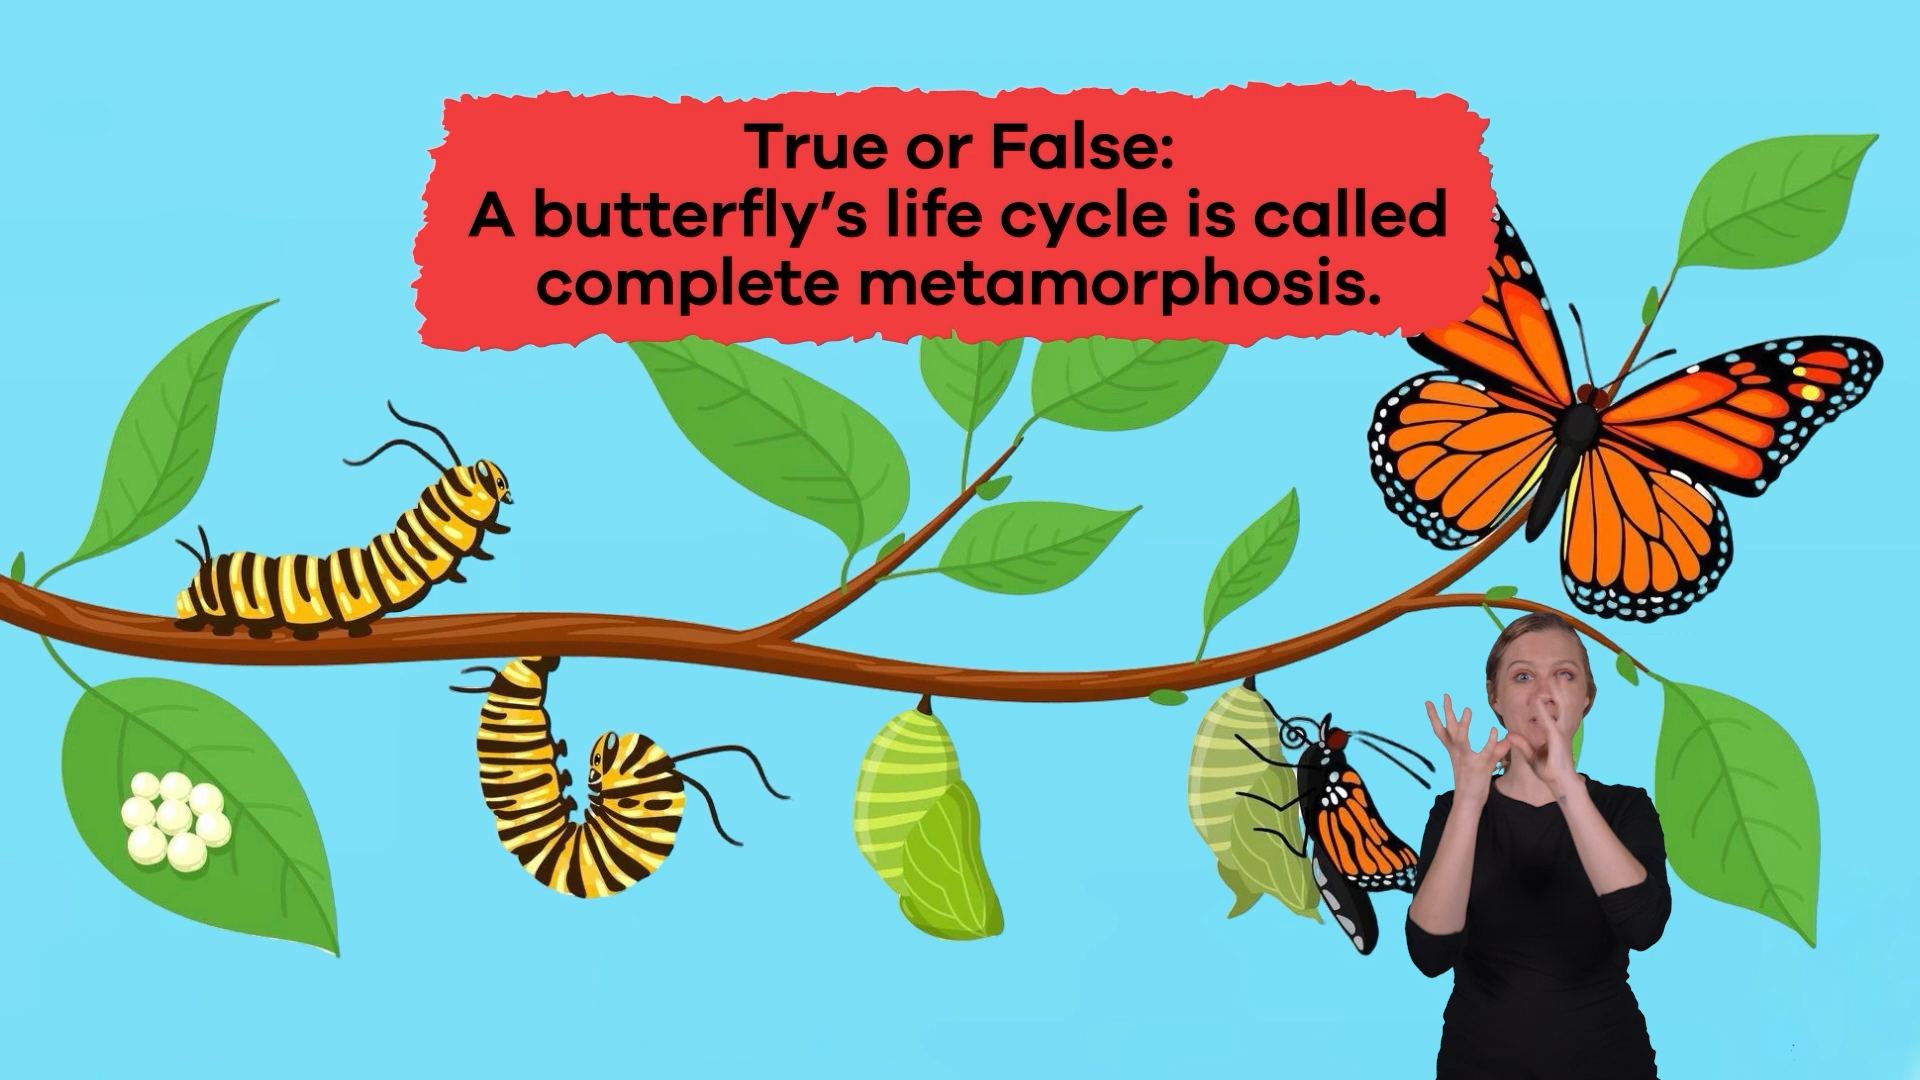 True or False:
A butterfly’s life cycle is called
complete metamorphosis.